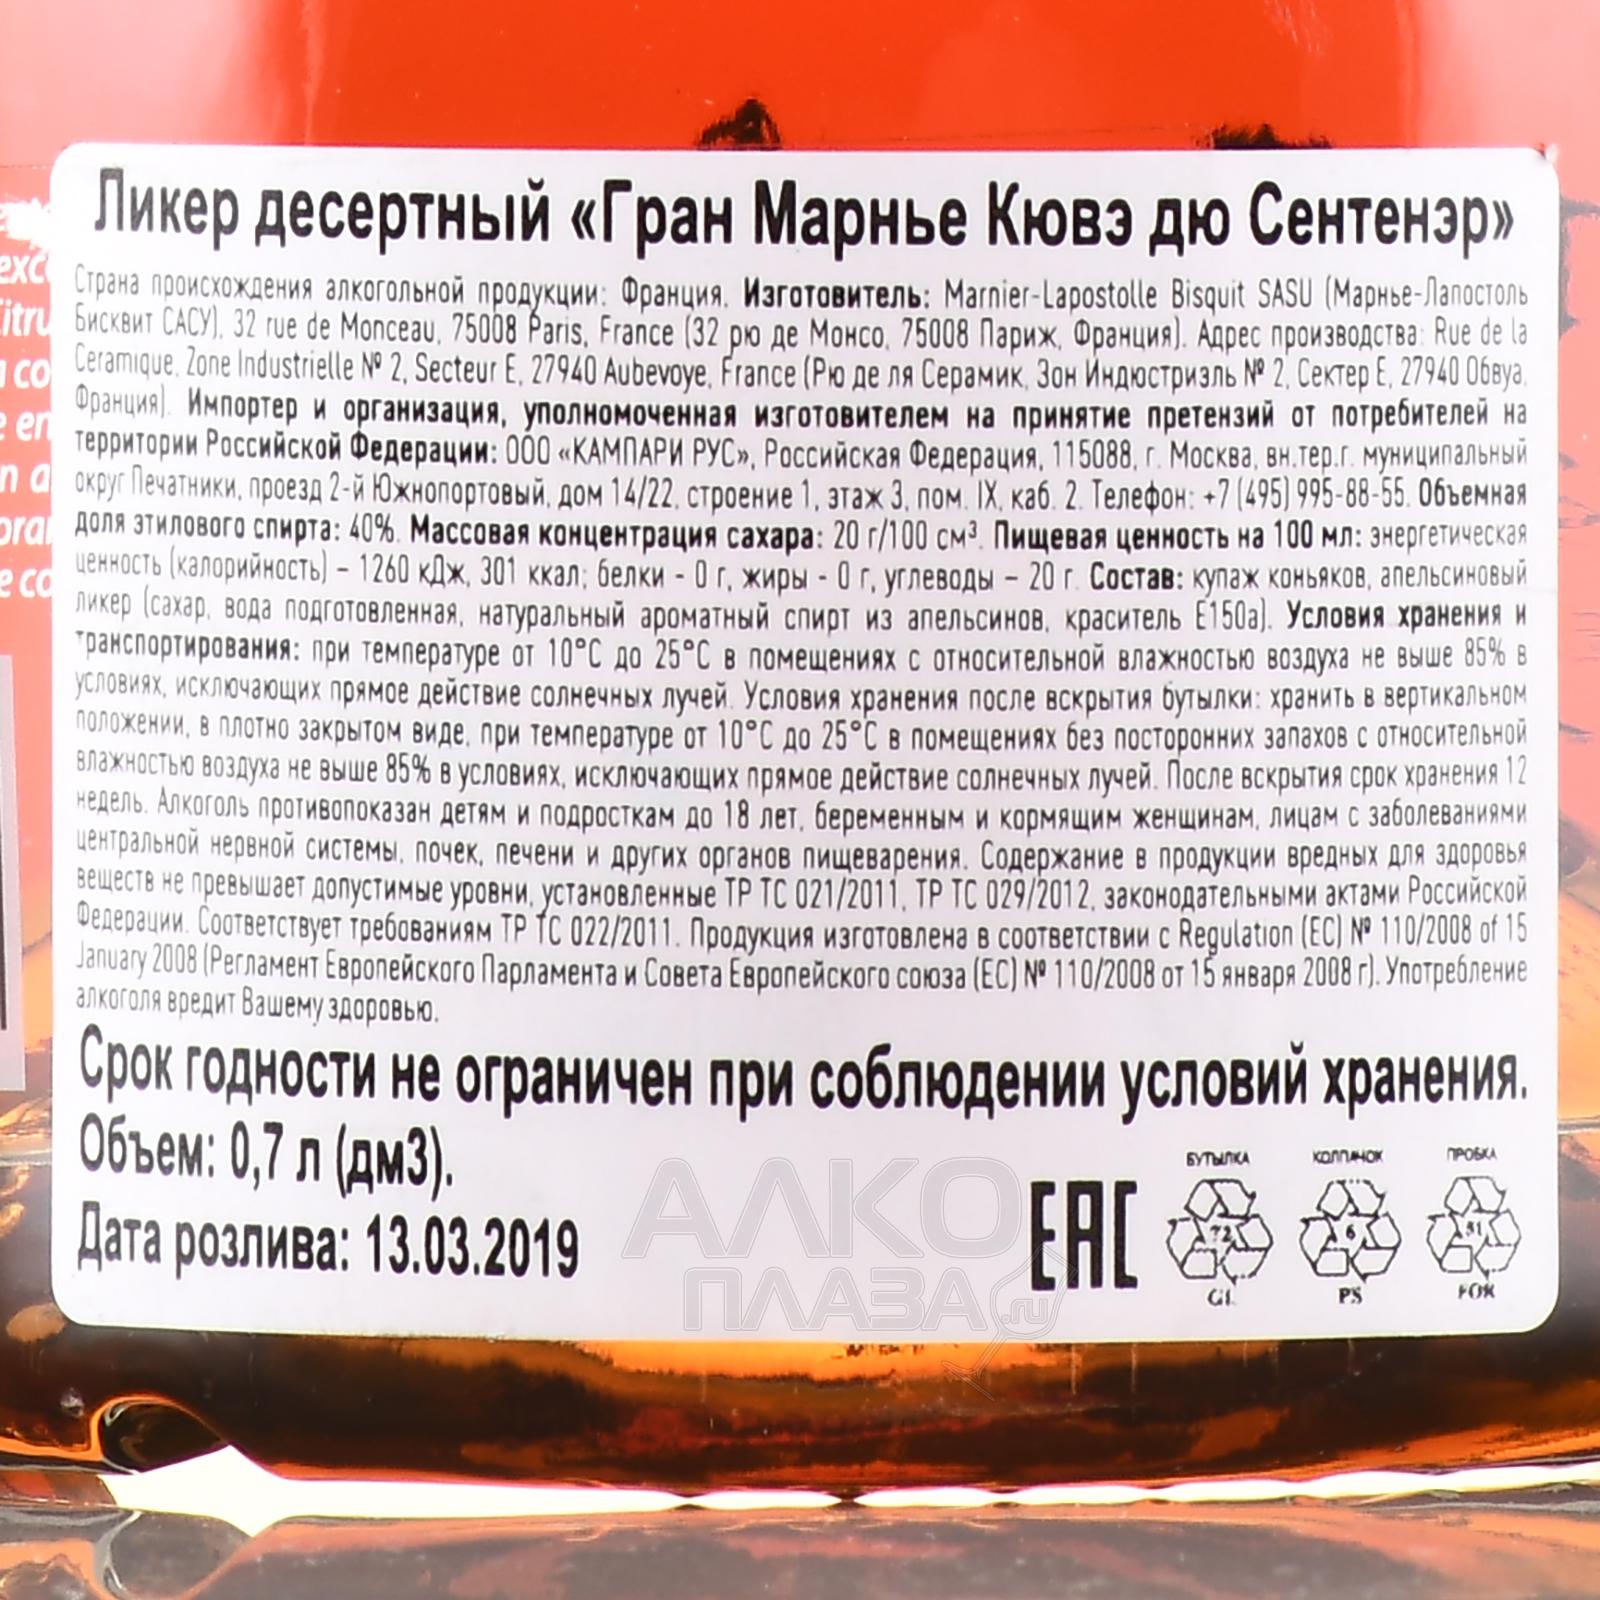 Ликер десертный «Гран Марнье Кювэ дю Сентенэр»
Страна происхождения алкогольной продукции: Франция. Изготовитель: Marnier-Lapostolle Bisquit SASU (Марнье-Лапостоль
Бисквит САСУ), 32 rue de Monceau, 75008 Paris, France (32 рю де Монсо, 75008 Париж, Франция). Адрес производства: Rue de la
Ceramique, Zone Industrielle № 2, Secteur E, 27940 Aubevoye, France (Рю де ля Серамик, Зон Индюстриэль № 2, Сектер Е, 27940 Обвуа,
Франция). Импортер и организация, уполномоченная изготовителем на принятие претензий от потребителей на
территории Российской Федерации: ООО «КАМПАРИ РУС», Российская Федерация, 115088, г. Москва, вн.тер.г. муниципальный
округ Печатники, проезд 2-й Южнопортовый, дом 14/22, строение 1, этаж 3, пом. IX, каб. 2. Телефон: +7 (495) 995-88-55. Объемная
доля этилового спирта: 40%. Массовая концентрация сахара: 20 г/100 см³. Пищевая ценность на 100 мл: энергетическая
ценность (калорийность) – 1260 кДж, 301 ккал; белки - 0 г, жиры - 0 г, углеводы – 20 г. Состав: купаж коньяков, апельсиновый
ликер (сахар, вода подготовленная, натуральный ароматный спирт из апельсинов, краситель Е150а). Условия хранения и
транспортирования: при температуре от 10°С до 25°С в помещениях с относительной влажностью воздуха не выше 85% в
условиях, исключающих прямое действие солнечных лучей. Условия хранения после вскрытия бутылки: хранить в вертикальном
положении, в плотно закрытом виде, при температуре от 10°С до 25°С в помещениях без посторонних запахов с относительной
влажностью воздуха не выше 85% в условиях, исключающих прямое действие солнечных лучей. После вскрытия срок хранения 12
недель. Алкоголь противопоказан детям и подросткам до 18 лет, беременным и кормящим женщинам, лицам с заболеваниями
центральной нервной системы, почек, печени и других органов пищеварения. Содержание в продукции вредных для здоровья
веществ не превышает допустимые уровни, установленные ТР ТС 021/2011, ТР ТС 029/2012, законодательными актами Российской
Федерации. Соответствует требованиям ТР ТС 022/2011. Продукция изготовлена в соответствии с Regulation (EC) № 110/2008 of 15
January 2008 (Регламент Европейского Парламента и Совета Европейского союза (ЕС) № 110/2008 от 15 января 2008 г). Употребление
алкоголя вредит Вашему здоровью.
Срок годности не ограничен при соблюдении условий хранения.
Объем: 0,7 л (дм3).
Дата розлива: 13.03.2019
EAC
БУТЫЛКА КОЛПАЧОК ПРОБКА
72 6 51
GL PS FOR
АЛКО
ПЛАЗА.ru